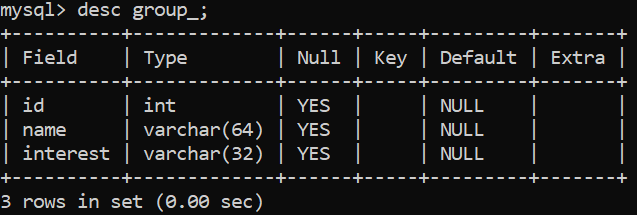 mysql> desc group_;
+----------+-------------+------+-----+---------+-------+
| Field    | Type        | Null | Key | Default | Extra |
+----------+-------------+------+-----+---------+-------+
| id       | int         | YES  |     | NULL    |       |
| name     | varchar(64) | YES  |     | NULL    |       |
| interest | varchar(32) | YES  |     | NULL    |       |
+----------+-------------+------+-----+---------+-------+
3 rows in set (0.00 sec)